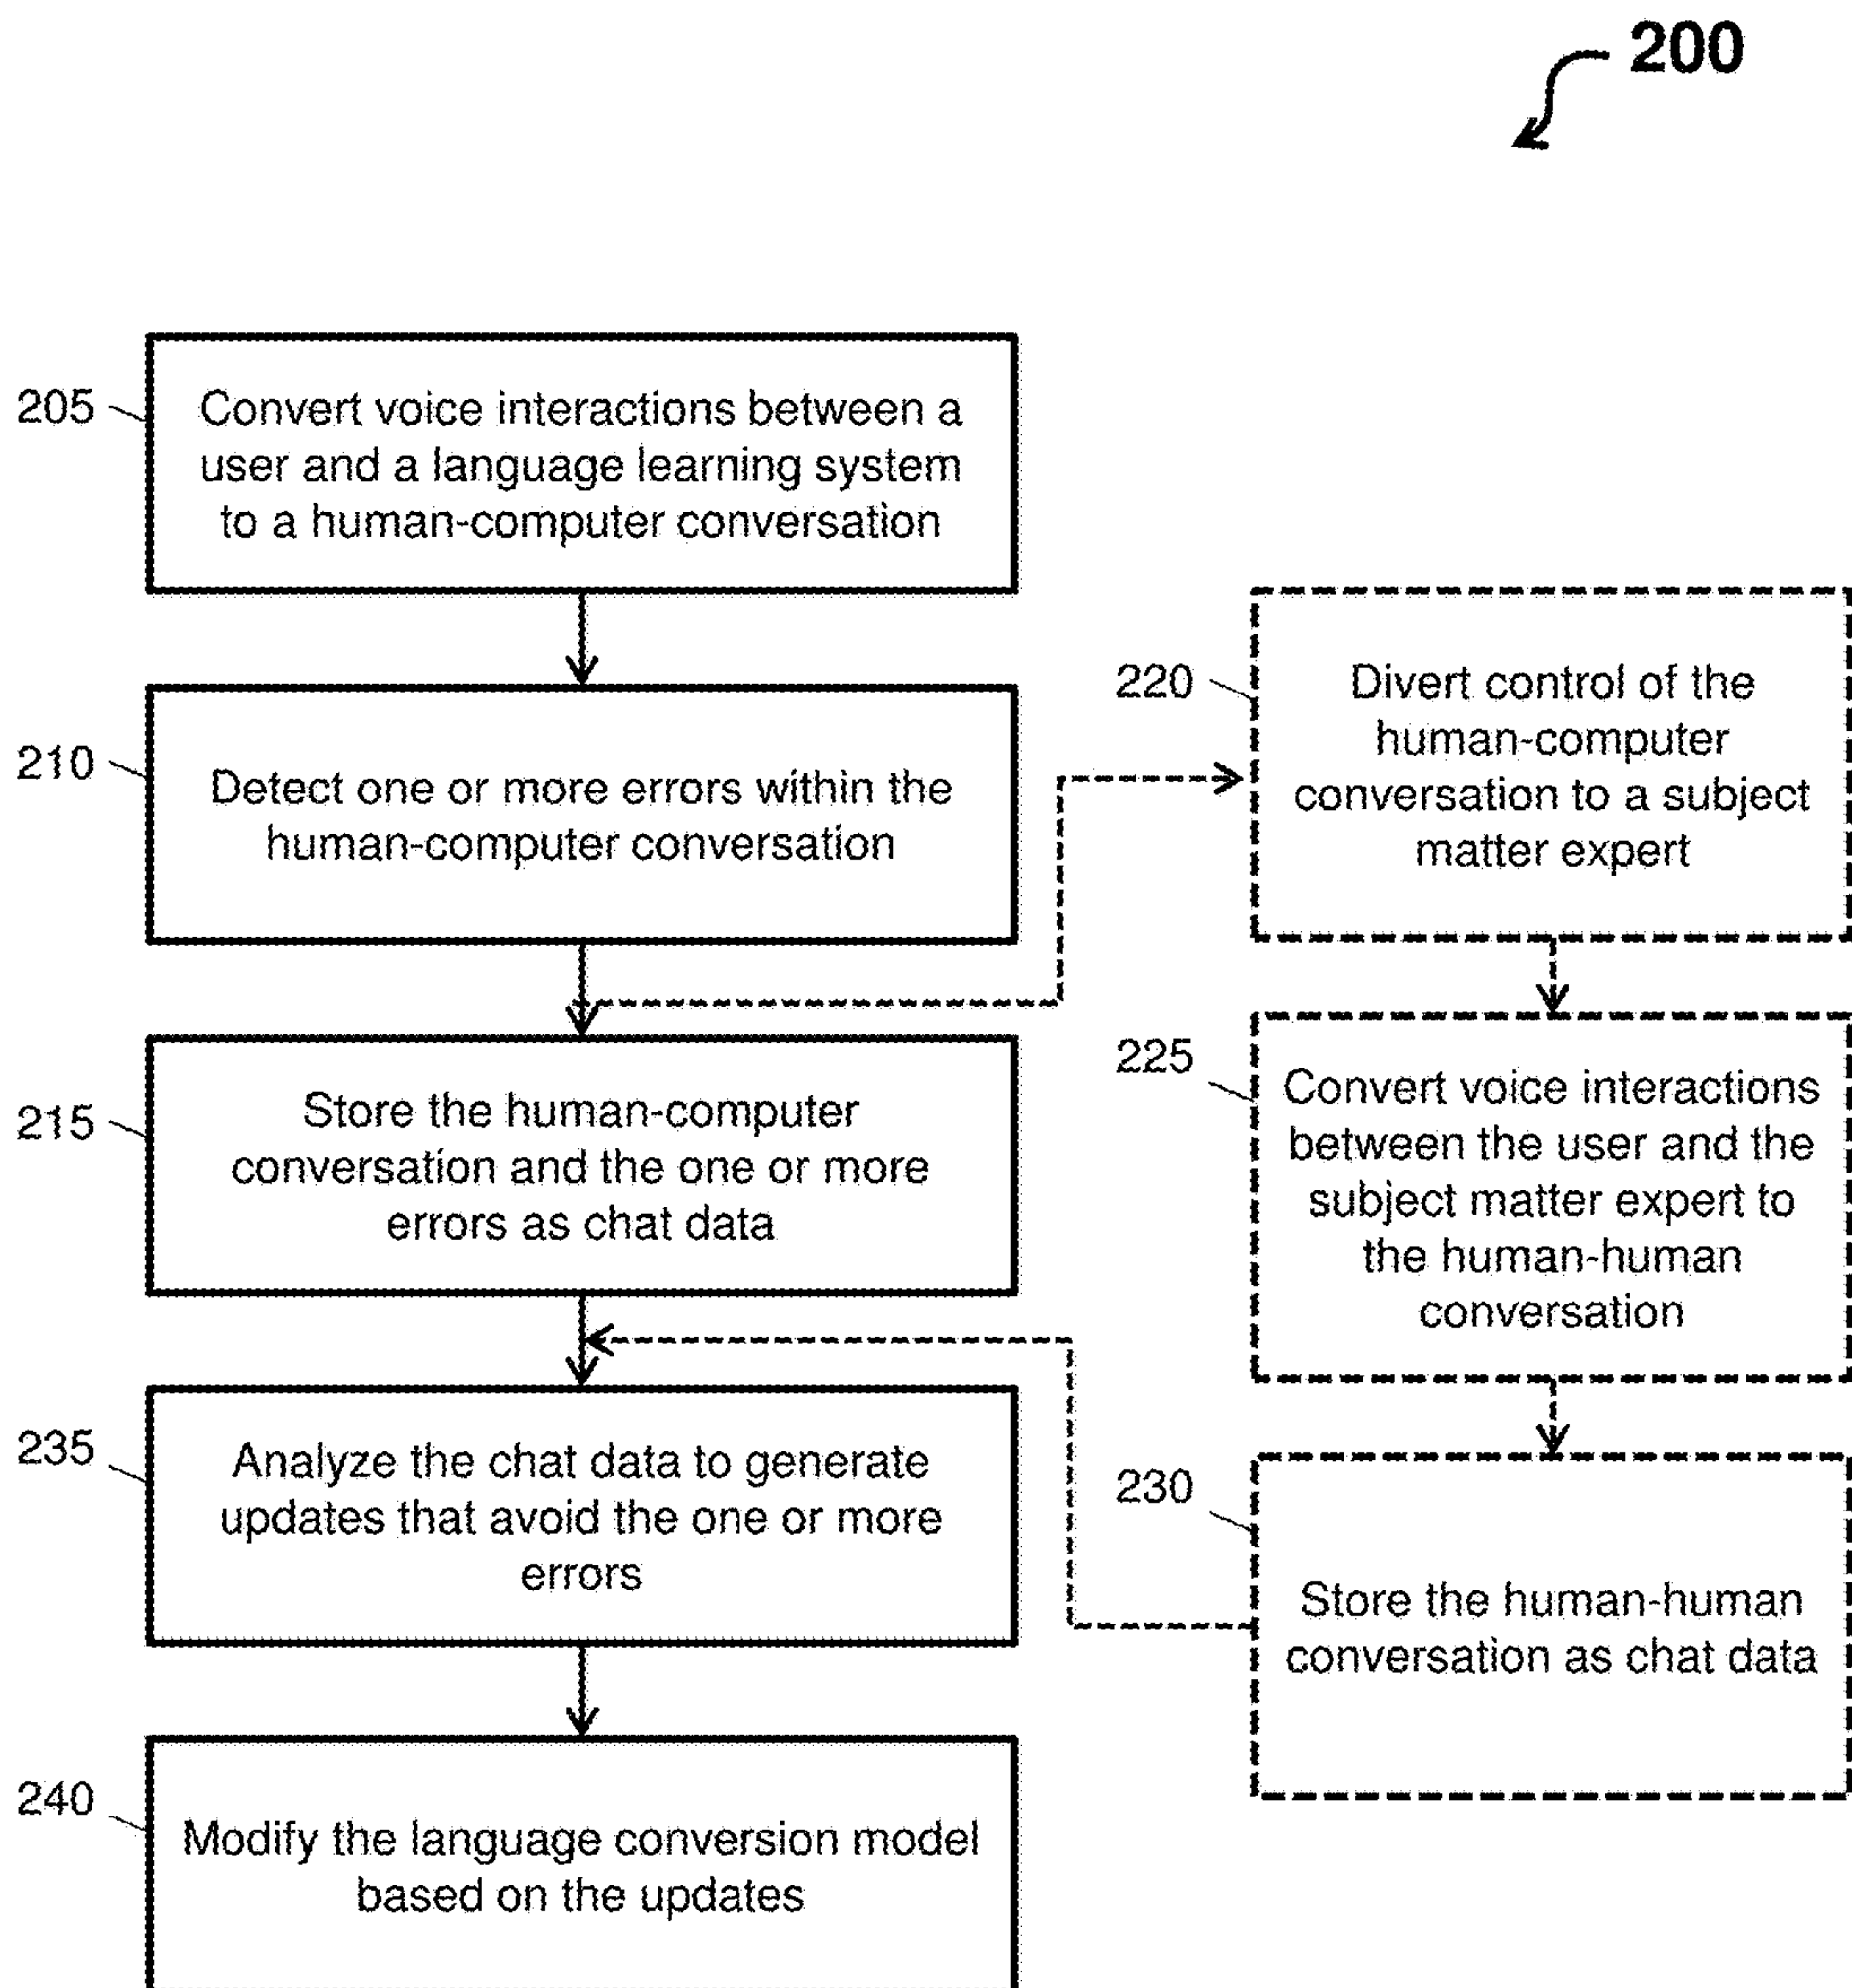 200
205
Convert voice interactions between a
user and a language learning system
to a human-computer conversation
210
Detect one or more errors within the
human-computer conversation
215
Store the human-computer
conversation and the one or more
errors as chat data
220
Divert control of the
human-computer
conversation to a subject
matter expert
225
Convert voice interactions
between the user and the
subject matter expert to
the human-human
conversation
230
Store the human-human
conversation as chat data
235
Analyze the chat data to generate
updates that avoid the one or more
errors
240
Modify the language conversion model
based on the updates